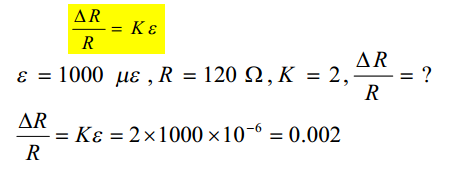 ΔR/R = K ε
ε = 1000 με , R = 120 Ω , K = 2, ΔR/R = ?
ΔR/R = Kε = 2×1000×10⁻⁶ = 0.002